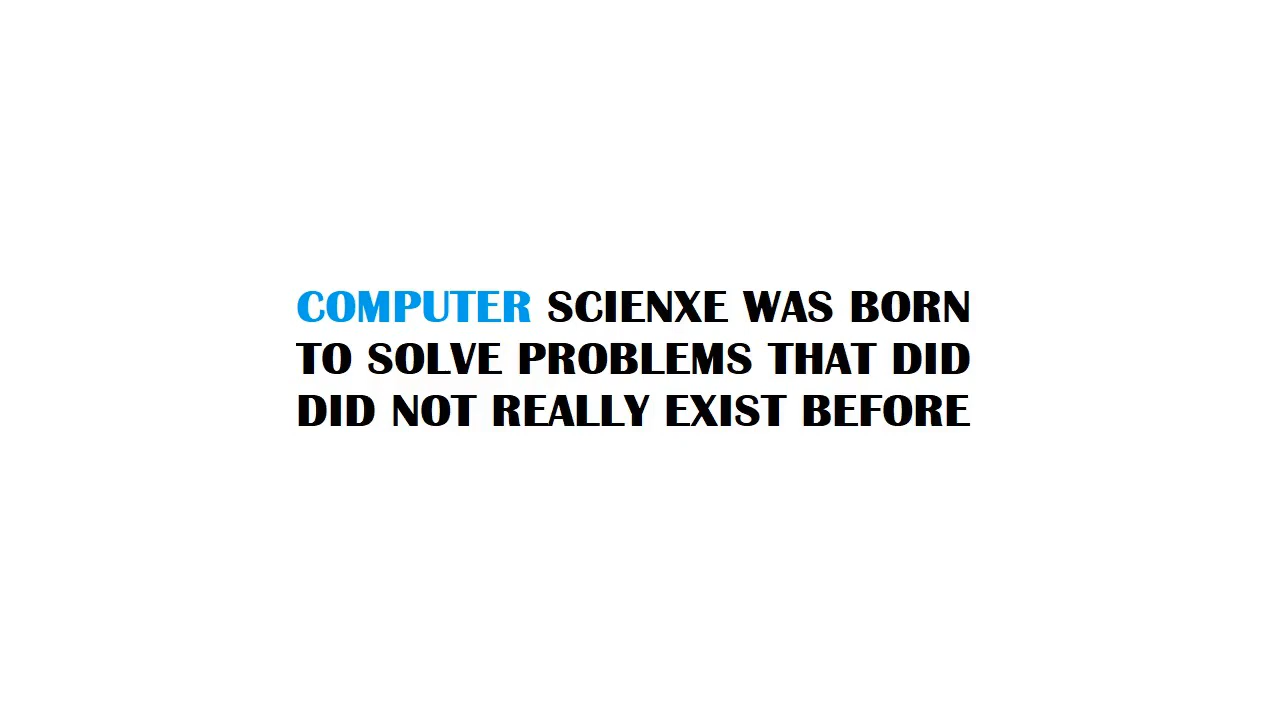 COMPUTER SCIENXE WAS BORN
TO SOLVE PROBLEMS THAT DID
DID NOT REALLY EXIST BEFORE